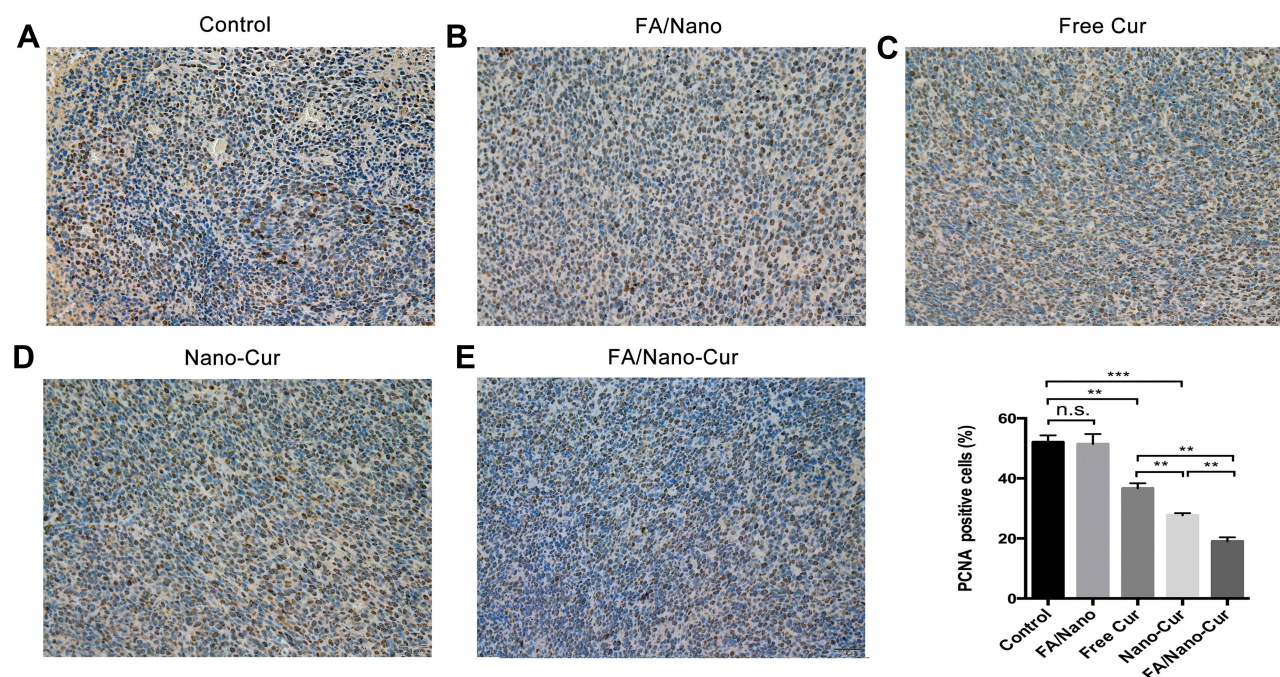 A
Control
B
FA/Nano
C
Free Cur
D
Nano-Cur
E
FA/Nano-Cur
PCNA positive cells (%)
60
40
20
0
***
**
n.s.
**
**
**
Control
FA/Nano
Free Cur
Nano-Cur
FA/Nano-Cur